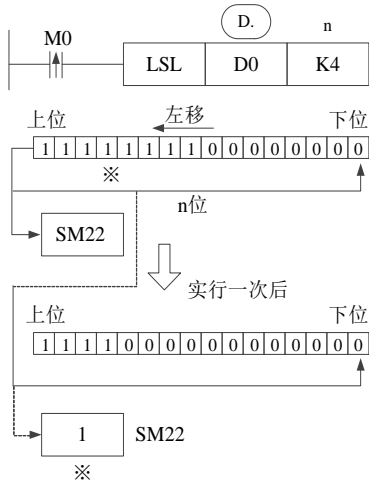 D.
n
M0
LSL D0 K4
上位 左移 下位
1 1 1 1 1 1 1 1 0 0 0 0 0 0 0 0
※
n位
SM22
实行一次后
上位 下位
1 1 1 1 0 0 0 0 0 0 0 0 0 0 0 0
1 SM22
※